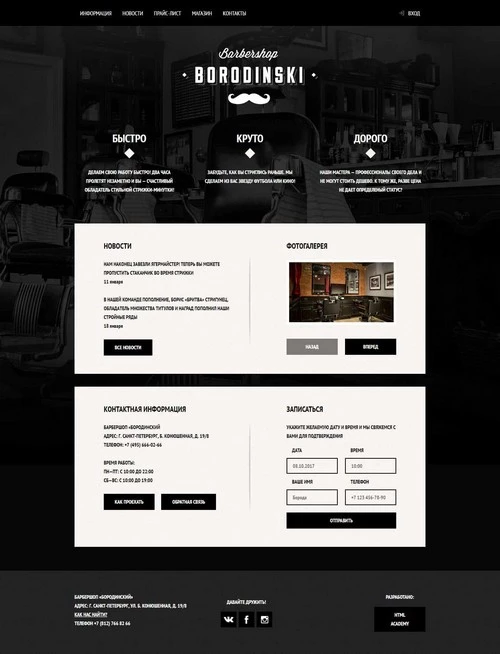 ИНФОРМАЦИЯ НОВОСТИ ПРАЙС-ЛИСТ МАГАЗИН КОНТАКТЫ ВХОД
Barbershop
BORODINSKI
БЫСТРО
ДЕЛАЕМ СВОЮ РАБОТУ БЫСТРО! ДВА ЧАСА
ПРОЛЕТЯТ НЕЗАМЕТНО И ВЫ — СЧАСТЛИВЫЙ
ОБЛАДАТЕЛЬ СТИЛЬНОЙ СТРИЖКИ-МИНУТКИ!
КРУТО
ЗАБУДЬТЕ, КАК ВЫ СТРИГЛИСЬ РАНЬШЕ, МЫ
СДЕЛАЕМ ИЗ ВАС ЗВЕЗДУ ФУТБОЛА ИЛИ КИНО!
ДОРОГО
НАШИ МАСТЕРА — ПРОФЕССИОНАЛЫ СВОЕГО ДЕЛА И
НЕ МОГУТ СТОИТЬ ДЕШЕВО. К ТОМУ ЖЕ, РАЗВЕ ЦЕНА
НЕ ДАЕТ ОПРЕДЕЛЕННЫЙ СТАТУС?
НОВОСТИ
НАМ НАКОНЕЦ ЗАВЕЗЛИ ЯГЕРМАЙСТЕР! ТЕПЕРЬ ВЫ МОЖЕТЕ
ПРОПУСТИТЬ СТАКАНЧИК ВО ВРЕМЯ СТРИЖКИ
11 января
В НАШЕЙ КОМАНДЕ ПОПОЛНЕНИЕ, БОРИС «БРИТВА» СТРИГУНЕЦ,
ОБЛАДАТЕЛЬ МНОЖЕСТВА ТИТУЛОВ И НАГРАД ПОПОЛНИЛ НАШИ
СТРОЙНЫЕ РЯДЫ
18 января
ВСЕ НОВОСТИ
ФОТОГАЛЕРЕЯ
НАЗАД ВПЕРЕД
КОНТАКТНАЯ ИНФОРМАЦИЯ
БАРБЕРШОП «БОРОДИНСКИЙ
АДРЕС: Г. САНКТ-ПЕТЕРБУРГ, Б. КОНЮШЕННАЯ, Д. 19/8
ТЕЛЕФОН: +7 (495) 666-02-66
ВРЕМЯ РАБОТЫ:
ПН—ПТ: С 10:00 ДО 22:00
СБ—ВС: С 10:00 ДО 19:00
КАК ПРОЕХАТЬ ОБРАТНАЯ СВЯЗЬ
ЗАПИСАТЬСЯ
УКАЖИТЕ ЖЕЛАЕМУЮ ДАТУ И ВРЕМЯ И МЫ СВЯЖЕМСЯ С
ВАМИ ДЛЯ ПОДТВЕРЖДЕНИЯ
ДАТА ВРЕМЯ
08.10.2017 10:00
ВАШЕ ИМЯ ТЕЛЕФОН
Борода +7 123 456-78-90
ОТПРАВИТЬ
БАРБЕРШОП «БОРОДИНСКИЙ»
АДРЕС: Г. САНКТ-ПЕТЕРБУРГ, УЛ. Б. КОНЮШЕННАЯ, Д. 19/8
КАК НАС НАЙТИ?
ТЕЛЕФОН +7 (812) 766 82 66
ДАВАЙТЕ ДРУЖИТЬ!
РАЗРАБОТАНО:
HTML
ACADEMY